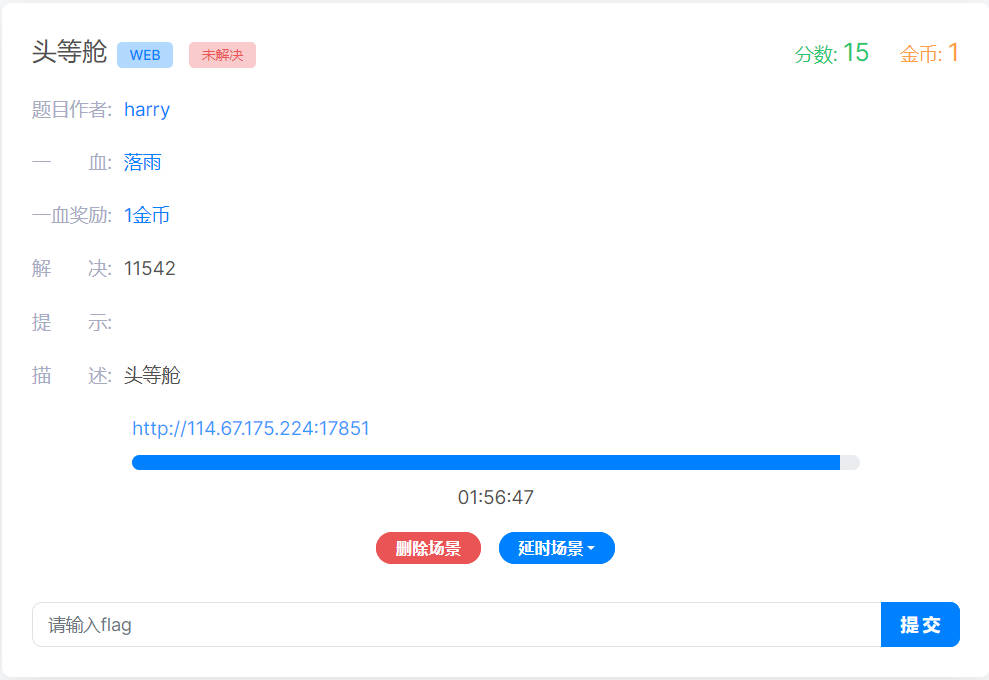 头等舱 WEB 未解决 分数: 15 金币: 1
题目作者: harry
一 血: 落雨
一血奖励: 1金币
解 决: 11542
提 示:
描 述: 头等舱
http://114.67.175.224:17851
01:56:47
删除场景 延时场景
请输入flag 提交